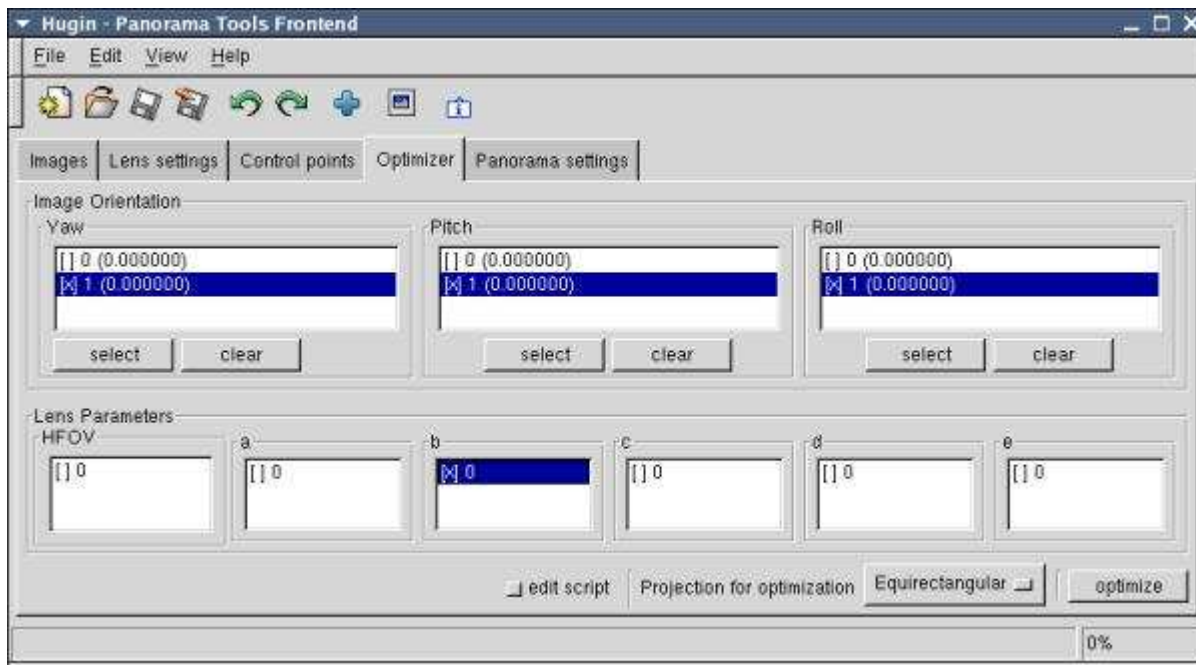 Hugin - Panorama Tools Frontend
File Edit View Help
Images Lens settings Control points Optimizer Panorama settings
Image Orientation
Yaw Pitch Roll
[ ] 0 (0.000000) [ ] 0 (0.000000) [ ] 0 (0.000000)
[x] 1 (0.000000) [x] 1 (0.000000) [x] 1 (0.000000)
select clear select clear select clear
Lens Parameters
HFOV a b c d e
[ ] 0 [ ] 0 [x] 0 [ ] 0 [ ] 0 [ ] 0
edit script Projection for optimization Equirectangular optimize
0%